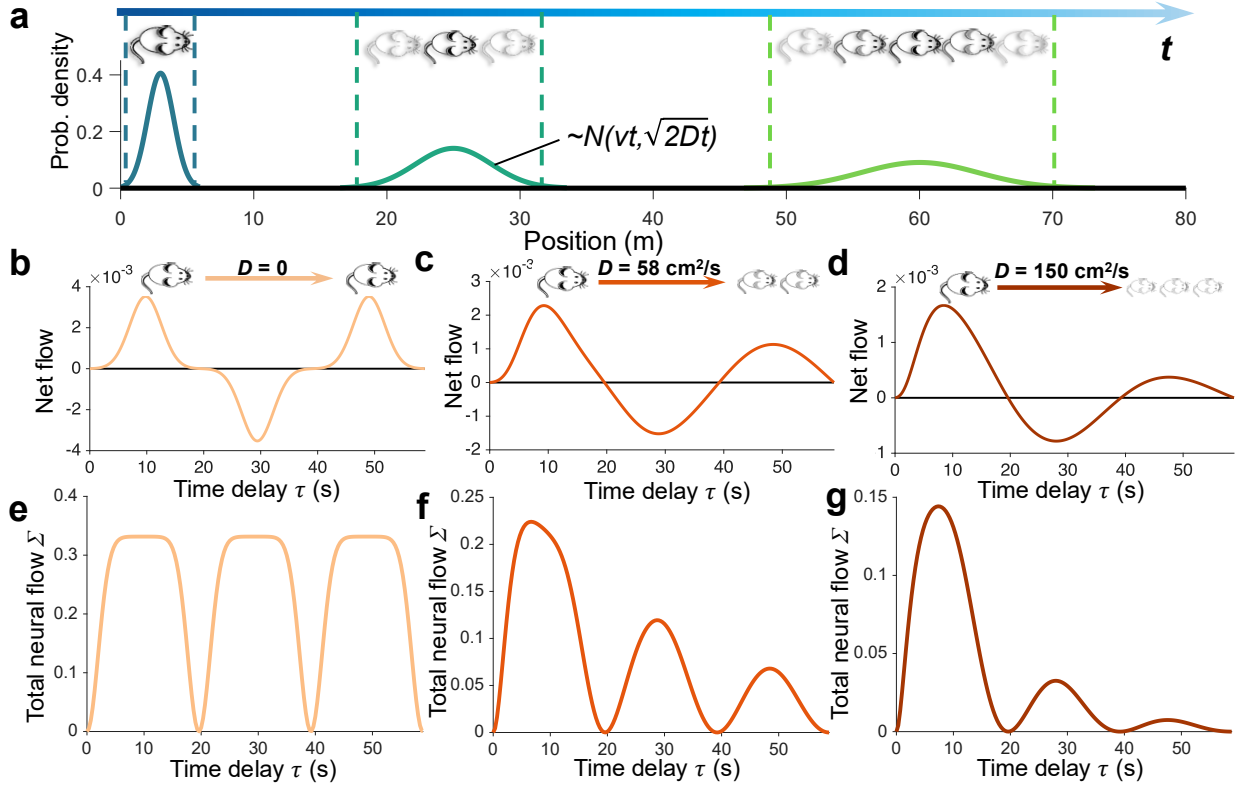 a
t
Prob. density
0.4
0.2
0
~N(vt,√2Dt)
0 10 20 30 40 50 60 70 80
Position (m)
b
×10⁻³
D = 0
Net flow
4
2
0
-2
-4
0 10 20 30 40 50
Time delay τ (s)
c
×10⁻³
D = 58 cm²/s
Net flow
3
2
1
0
-1
-2
0 10 20 30 40 50
Time delay τ (s)
d
×10⁻³
D = 150 cm²/s
Net flow
2
1
0
1
0 10 20 30 40 50
Time delay τ (s)
e
Total neural flow Σ
0.4
0.3
0.2
0.1
0
0 10 20 30 40 50
Time delay τ (s)
f
Total neural flow Σ
0.25
0.2
0.15
0.1
0.05
0
0 10 20 30 40 50
Time delay τ (s)
g
Total neural flow Σ
0.15
0.1
0.05
0
0 10 20 30 40 50
Time delay τ (s)